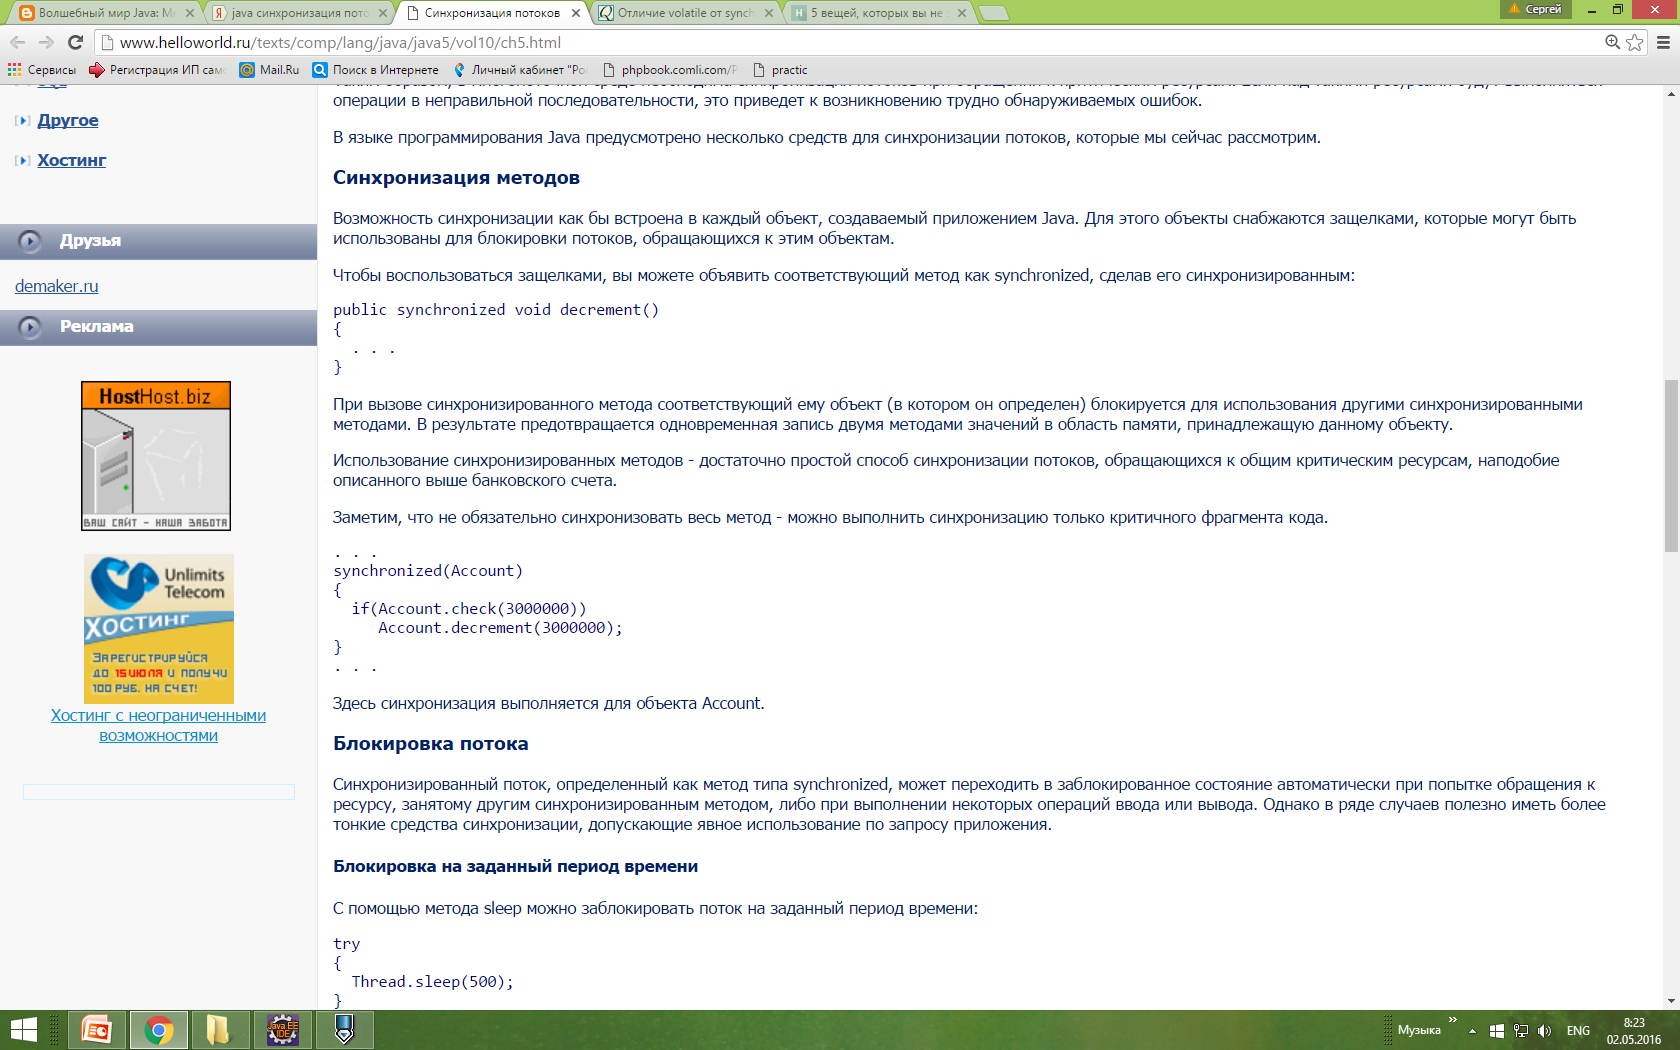 Волшебный мир Java: М
java синхронизация пото
Синхронизация потоков
Отличие volatile от synch
5 вещей, которых вы не
Сергей
www.helloworld.ru/texts/comp/lang/java/java5/vol10/ch5.html
Сервисы
Регистрация ИП сам
Mail.Ru
Поиск в Интернете
Личный кабинет "Ро
phpbook.comli.com/
practic
Другое
Хостинг
Друзья
demaker.ru
Реклама
HostHost.biz
ВАШ САЙТ - НАША ЗАБОТА
Unlimits
Telecom
ХОСТИНГ
ЗАРЕГИСТРИРУЙСЯ
ДО 15 ИЮЛЯ И ПОЛУЧИ
100 РУБ. НА СЧЕТ!
Хостинг с неограниченными
возможностями
операции в неправильной последовательности, это приведет к возникновению трудно обнаруживаемых ошибок.
В языке программирования Java предусмотрено несколько средств для синхронизации потоков, которые мы сейчас рассмотрим.
Синхронизация методов
Возможность синхронизации как бы встроена в каждый объект, создаваемый приложением Java. Для этого объекты снабжаются защелками, которые могут быть
использованы для блокировки потоков, обращающихся к этим объектам.
Чтобы воспользоваться защелками, вы можете объявить соответствующий метод как synchronized, сделав его синхронизированным:
public synchronized void decrement()
{
. . .
}
При вызове синхронизированного метода соответствующий ему объект (в котором он определен) блокируется для использования другими синхронизированными
методами. В результате предотвращается одновременная запись двумя методами значений в область памяти, принадлежащую данному объекту.
Использование синхронизированных методов - достаточно простой способ синхронизации потоков, обращающихся к общим критическим ресурсам, наподобие
описанного выше банковского счета.
Заметим, что не обязательно синхронизовать весь метод - можно выполнить синхронизацию только критичного фрагмента кода.
. . .
synchronized(Account)
{
if(Account.check(3000000))
Account.decrement(3000000);
}
. . .
Здесь синхронизация выполняется для объекта Account.
Блокировка потока
Синхронизированный поток, определенный как метод типа synchronized, может переходить в заблокированное состояние автоматически при попытке обращения к
ресурсу, занятому другим синхронизированным методом, либо при выполнении некоторых операций ввода или вывода. Однако в ряде случаев полезно иметь более
тонкие средства синхронизации, допускающие явное использование по запросу приложения.
Блокировка на заданный период времени
С помощью метода sleep можно заблокировать поток на заданный период времени:
try
{
Thread.sleep(500);
}
Java EE
IDE
Музыка
ENG
8:23
02.05.2016